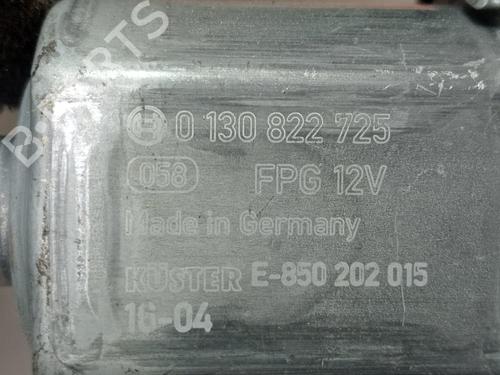 0 130 822 725
058 FPG 12V
Made in Germany
KÜSTER E-850 202 015
16-04